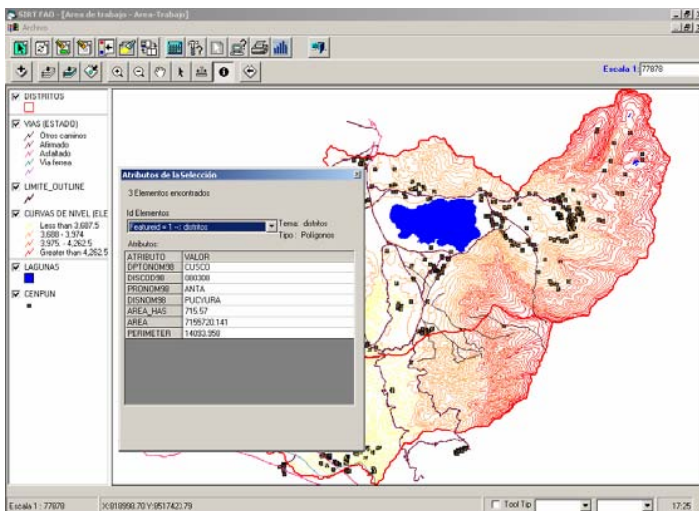 SIRT FAO - [Area de trabajo - Area-Trabajo]
Archivo
Escala 1: 77878
DISTRITOS
VIAS (ESTADO)
Otros caminos
Afirmado
Asfaltado
Via ferrea
LIMITE_OUTLINE
CURVAS DE NIVEL (ELE
Less than 3,687.5
3,688 - 3,974
3,975 - 4,262.5
Greater than 4,262.5
LAGUNAS
CENPUN
Atributos de la Selección
3 Elementos encontrados
Id Elementos:
FeatureId = 1 --: distritos
Tema: distritos
Tipo: Polígonos
Atributos:
ATRIBUTO VALOR
DPTONOM98 CUSCO
DISCOD98 080308
PRONOM98 ANTA
DISNOM98 PUCYURA
AREA_HAS 715.57
AREA 7155720.141
PERIMETER 14093.958
Escala 1 : 77878
X:818998.70 Y:8517423.79
Tool Tip
17:25